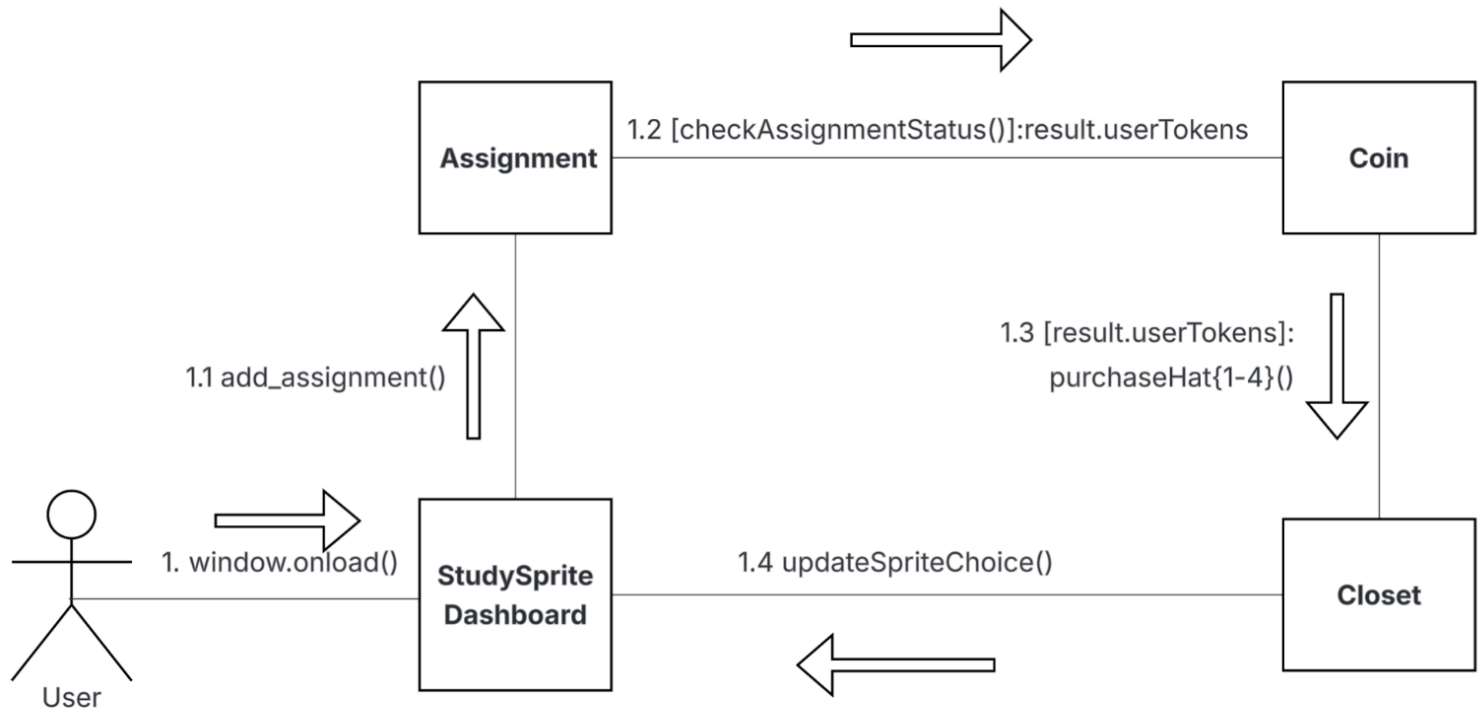 1.2 [checkAssignmentStatus()]:result.userTokens
Assignment
Coin
1.3 [result.userTokens]:
purchaseHat{1-4}()
1.1 add_assignment()
1. window.onload()
1.4 updateSpriteChoice()
StudySprite
Dashboard
Closet
User